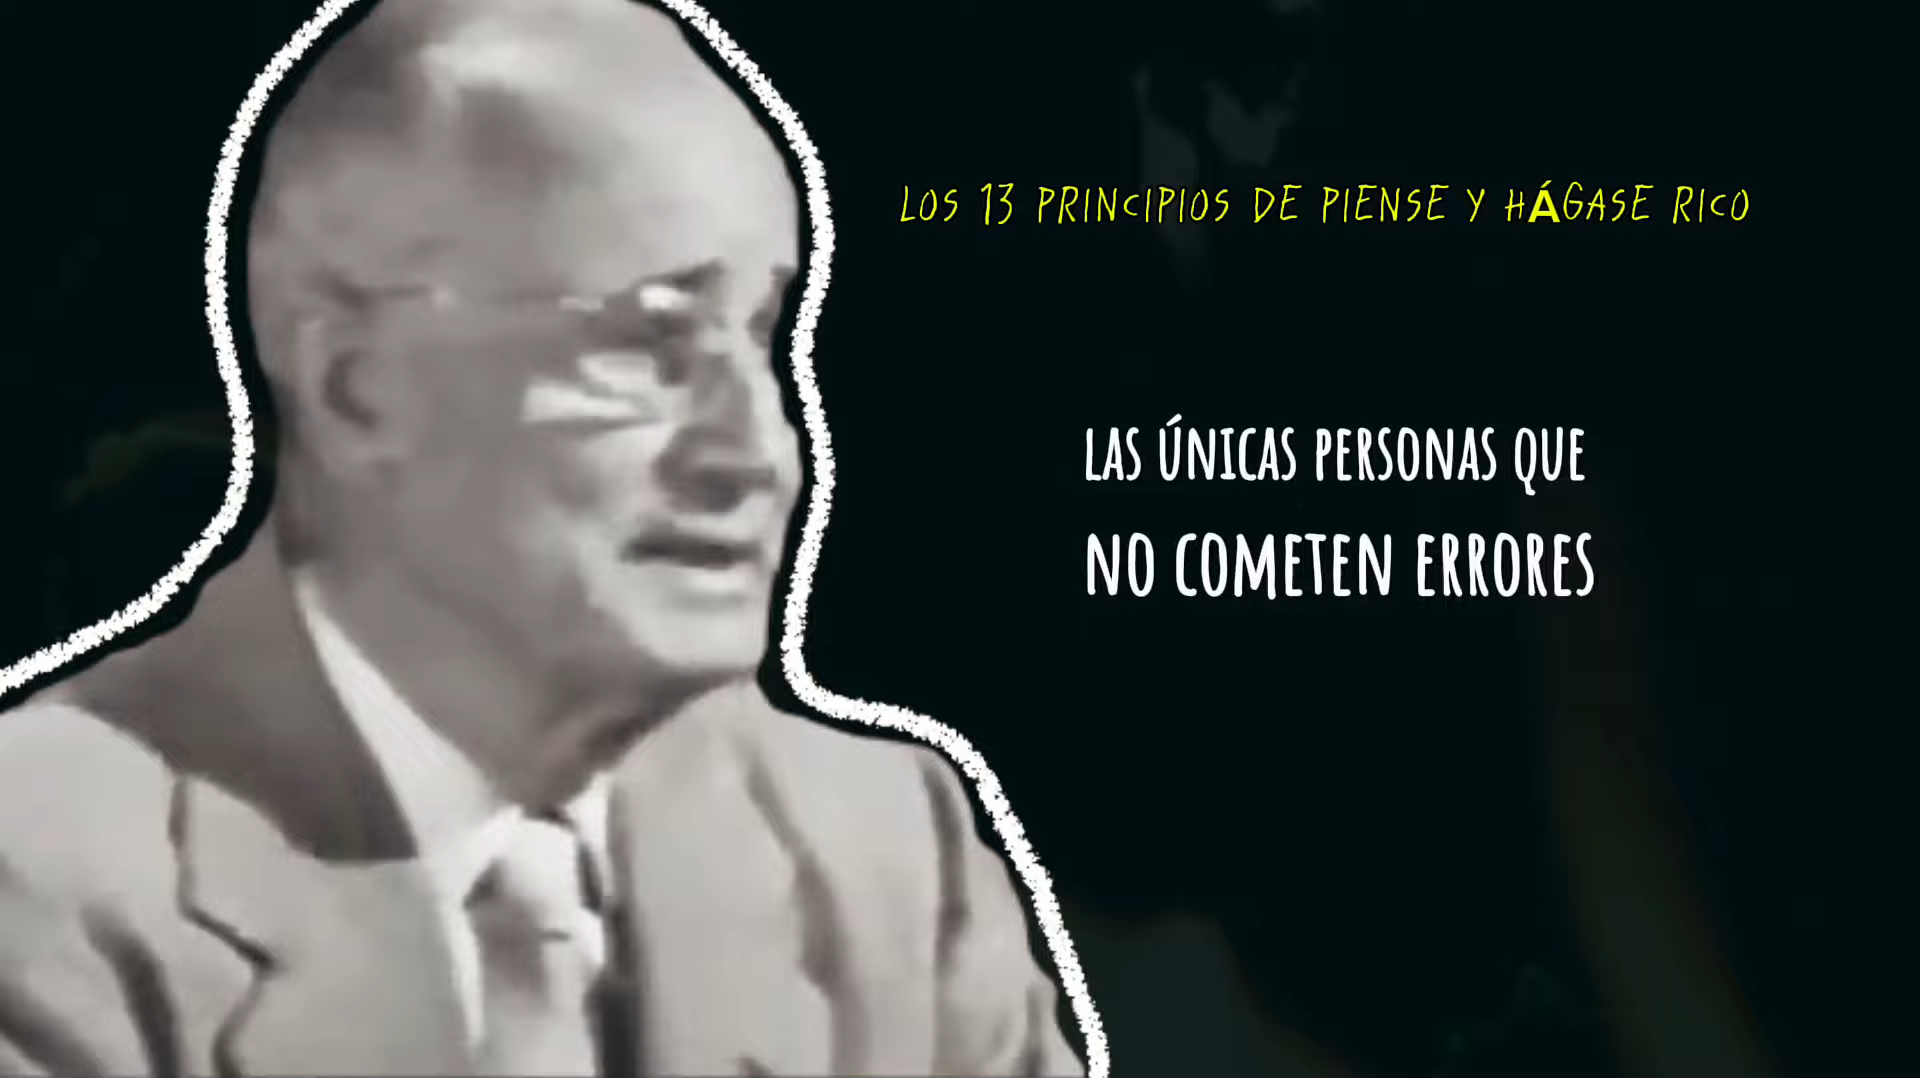 LOS 13 PRINCIPIOS DE PIENSE Y HÁGASE RICO
LAS ÚNICAS PERSONAS QUE
NO COMETEN ERRORES